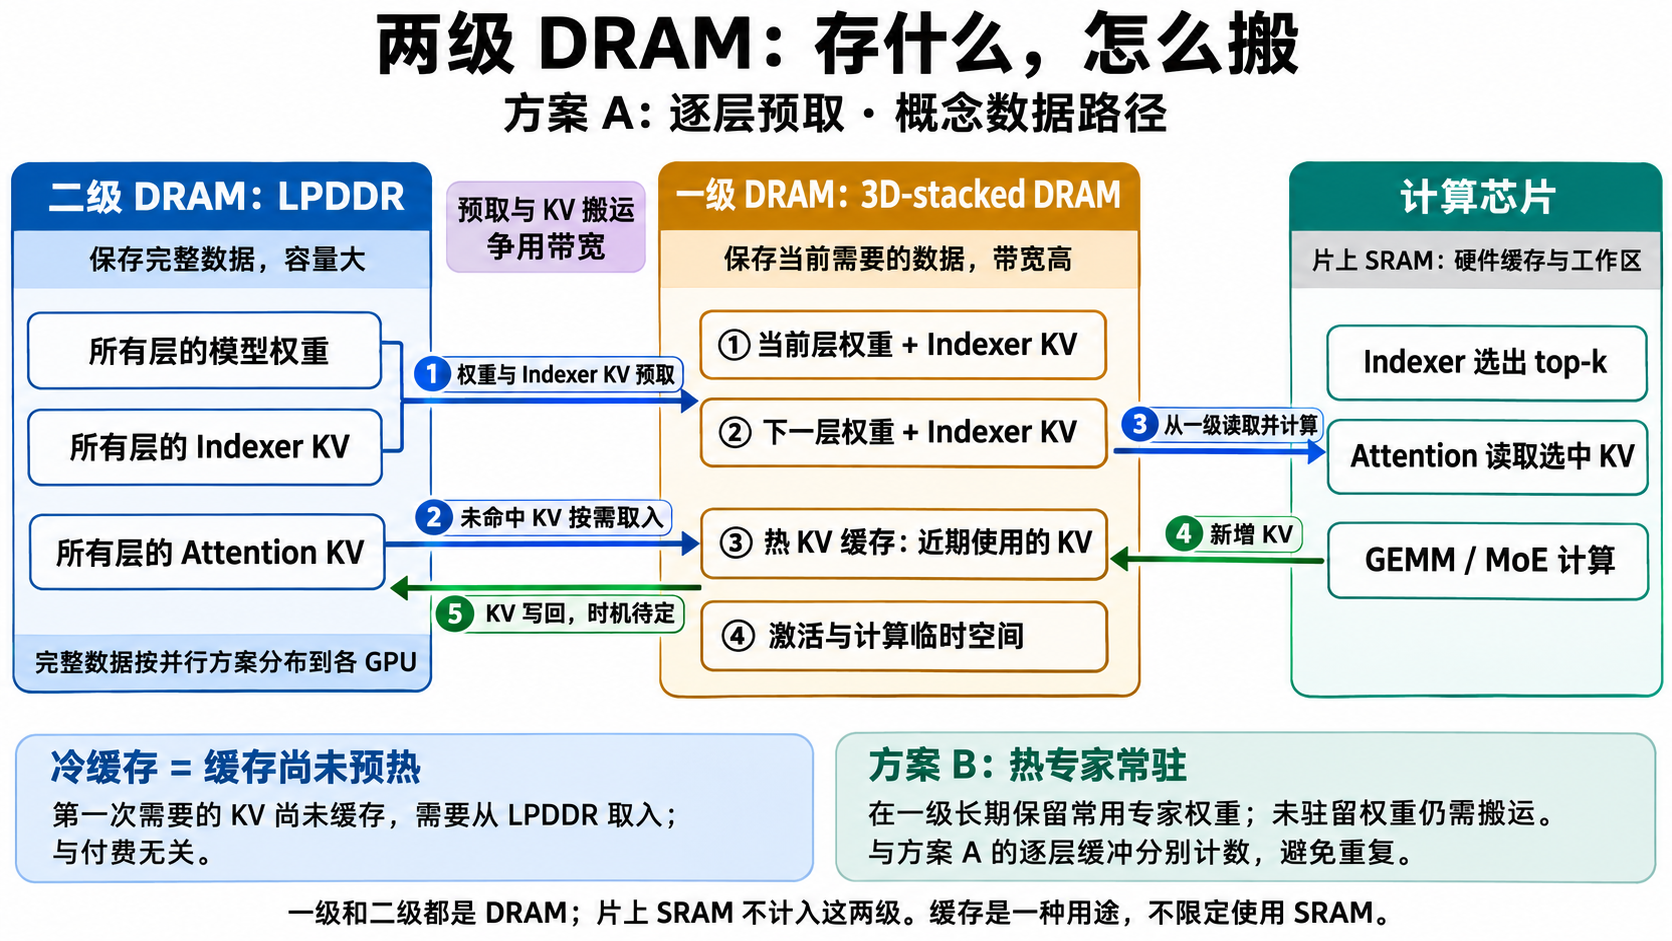 两级 DRAM：存什么，怎么搬
方案 A：逐层预取 · 概念数据路径
二级 DRAM：LPDDR
保存完整数据，容量大
所有层的模型权重
所有层的 Indexer KV
所有层的 Attention KV
完整数据按并行方案分布到各 GPU
预取与 KV 搬运
争用带宽
1 权重与 Indexer KV 预取
2 未命中 KV 按需取入
5 KV 写回，时机待定
一级 DRAM：3D-stacked DRAM
保存当前需要的数据，带宽高
① 当前层权重 + Indexer KV
② 下一层权重 + Indexer KV
③ 热 KV 缓存：近期使用的 KV
④ 激活与计算临时空间
3 从一级读取并计算
4 新增 KV
计算芯片
片上 SRAM：硬件缓存与工作区
Indexer 选出 top-k
Attention 读取选中 KV
GEMM / MoE 计算
冷缓存 = 缓存尚未预热
第一次需要的 KV 尚未缓存，需要从 LPDDR 取入；
与付费无关。
方案 B：热专家常驻
在一级长期保留常用专家权重；未驻留权重仍需搬运。
与方案 A 的逐层缓冲分别计数，避免重复。
一级和二级都是 DRAM；片上 SRAM 不计入这两级。缓存是一种用途，不限定使用 SRAM。